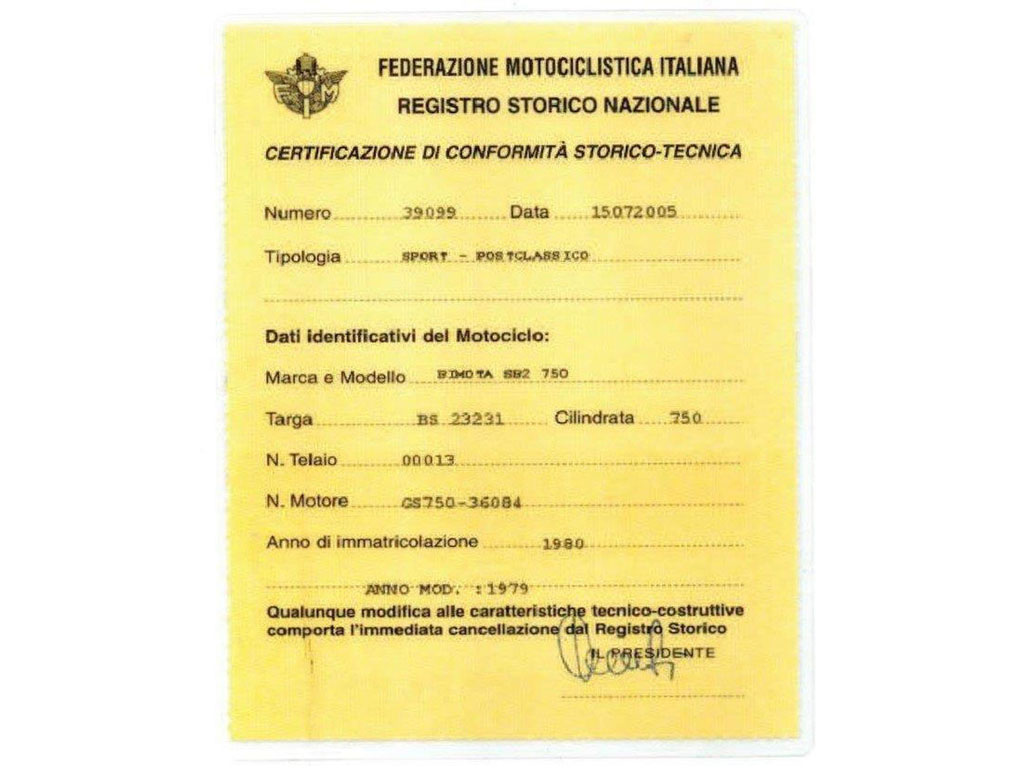 FEDERAZIONE MOTOCICLISTICA ITALIANA
REGISTRO STORICO NAZIONALE
CERTIFICAZIONE DI CONFORMITÀ STORICO-TECNICA
Numero 39099 Data 15072005
Tipologia SPORT - POSTCLASSICO
Dati identificativi del Motociclo:
Marca e Modello BIMOTA SB2 750
Targa BS 23231 Cilindrata 750
N. Telaio 00013
N. Motore GS750-36084
Anno di immatricolazione 1980
ANNO MOD. :1979
Qualunque modifica alle caratteristiche tecnico-costruttive
comporta l'immediata cancellazione dal Registro Storico
IL PRESIDENTE